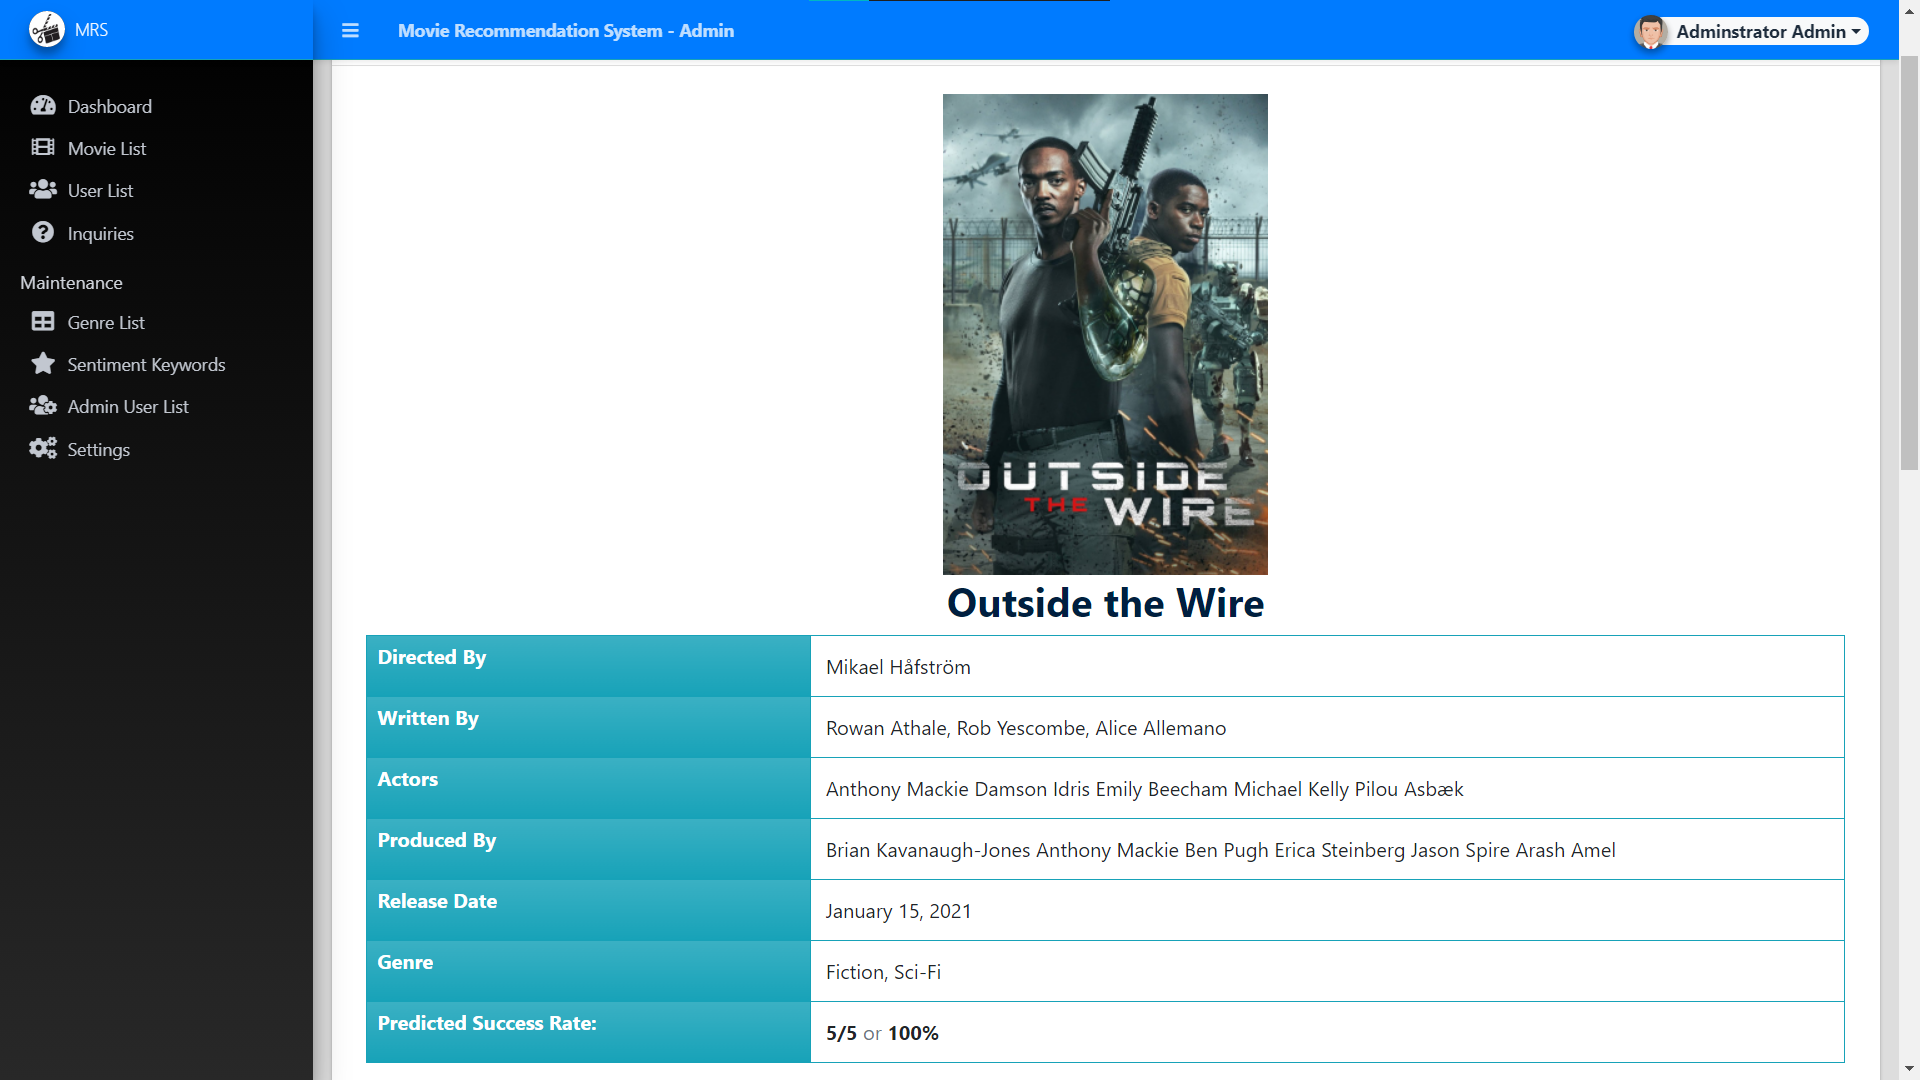 MRS
Movie Recommendation System - Admin
Adminstrator Admin
Dashboard
Movie List
User List
Inquiries
Maintenance
Genre List
Sentiment Keywords
Admin User List
Settings
OUTSIDE
THE WIRE
Outside the Wire
Directed By
Mikael Håfström
Written By
Rowan Athale, Rob Yescombe, Alice Allemano
Actors
Anthony Mackie Damson Idris Emily Beecham Michael Kelly Pilou Asbæk
Produced By
Brian Kavanaugh-Jones Anthony Mackie Ben Pugh Erica Steinberg Jason Spire Arash Amel
Release Date
January 15, 2021
Genre
Fiction, Sci-Fi
Predicted Success Rate:
5/5 or 100%